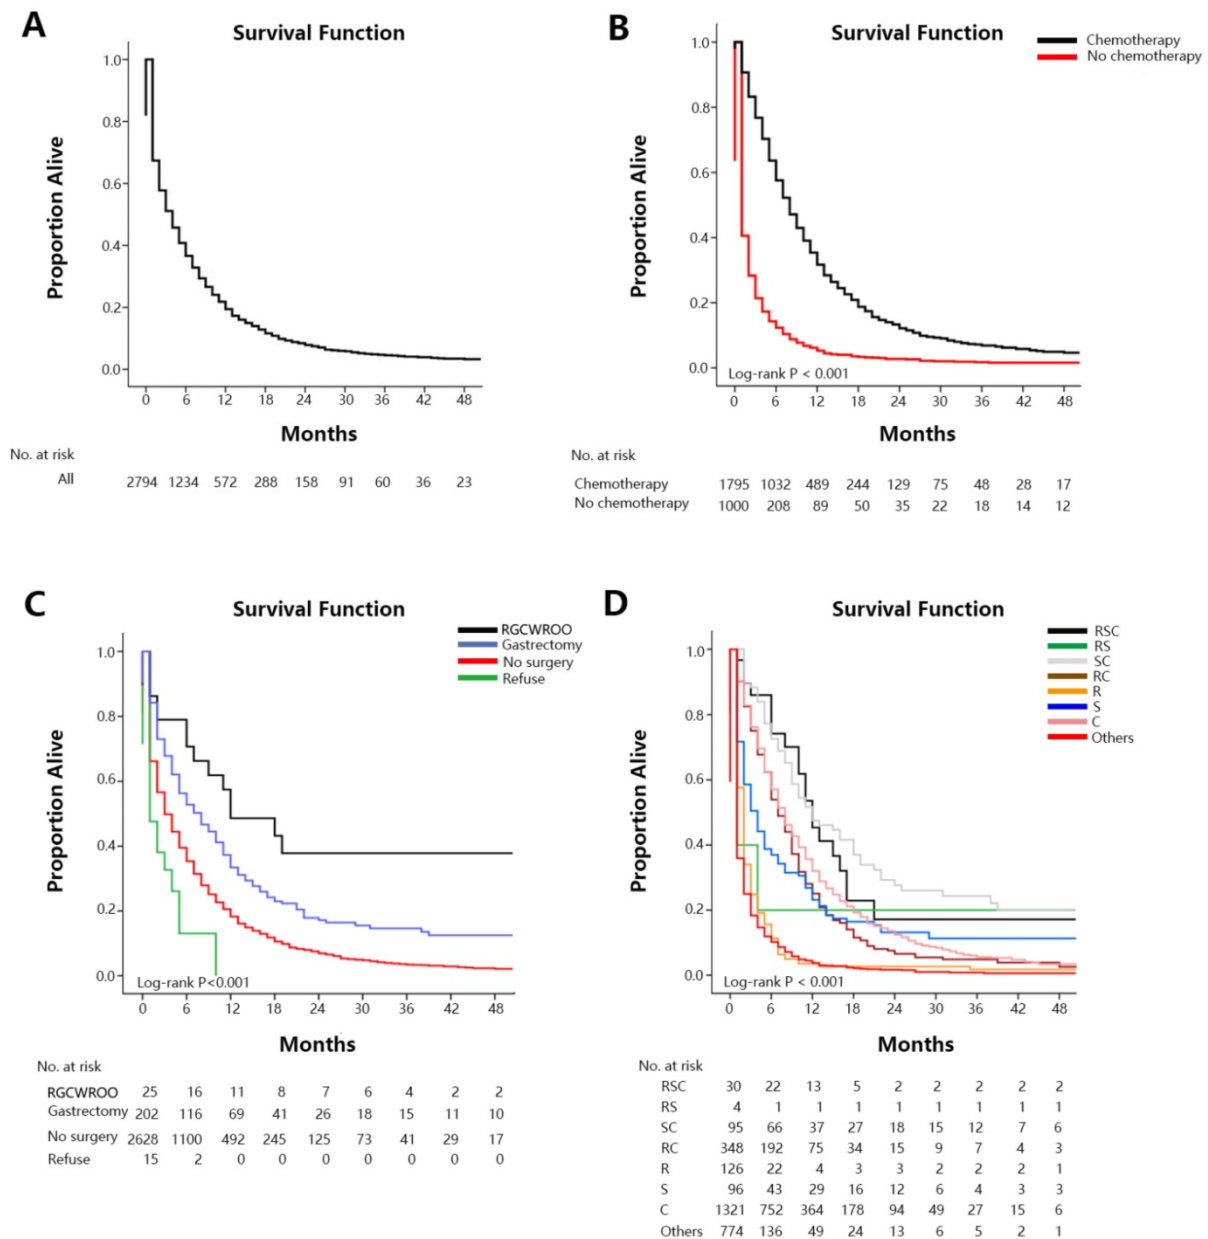 A
Survival Function
Proportion Alive
1.0
0.8
0.6
0.4
0.2
0.0
0 6 12 18 24 30 36 42 48
Months
No. at risk
All 2794 1234 572 288 158 91 60 36 23
B
Survival Function
Chemotherapy
No chemotherapy
Proportion Alive
1.0
0.8
0.6
0.4
0.2
0.0
Log-rank P < 0.001
0 6 12 18 24 30 36 42 48
Months
No. at risk
Chemotherapy 1795 1032 489 244 129 75 48 28 17
No chemotherapy 1000 208 89 50 35 22 18 14 12
C
Survival Function
RGCWROO
Gastrectomy
No surgery
Refuse
Proportion Alive
1.0
0.8
0.6
0.4
0.2
0.0
Log-rank P<0.001
0 6 12 18 24 30 36 42 48
Months
No. at risk
RGCWROO 25 16 11 8 7 6 4 2 2
Gastrectomy 202 116 69 41 26 18 15 11 10
No surgery 2628 1100 492 245 125 73 41 29 17
Refuse 15 2 0 0 0 0 0 0 0
D
Survival Function
RSC
RS
SC
RC
R
S
C
Others
Proportion Alive
1.0
0.8
0.6
0.4
0.2
0.0
Log-rank P < 0.001
0 6 12 18 24 30 36 42 48
Months
No. at risk
RSC 30 22 13 5 2 2 2 2 2
RS 4 1 1 1 1 1 1 1 1
SC 95 66 37 27 18 15 12 7 6
RC 348 192 75 34 15 9 7 4 3
R 126 22 4 3 3 2 2 2 1
S 96 43 29 16 12 6 4 3 3
C 1321 752 364 178 94 49 27 15 6
Others 774 136 49 24 13 6 5 2 1